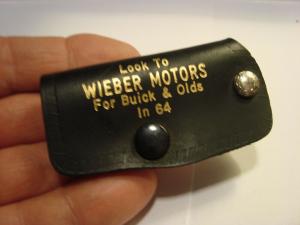 Look To
WIEBER MOTORS
For Buick & Olds
In 64